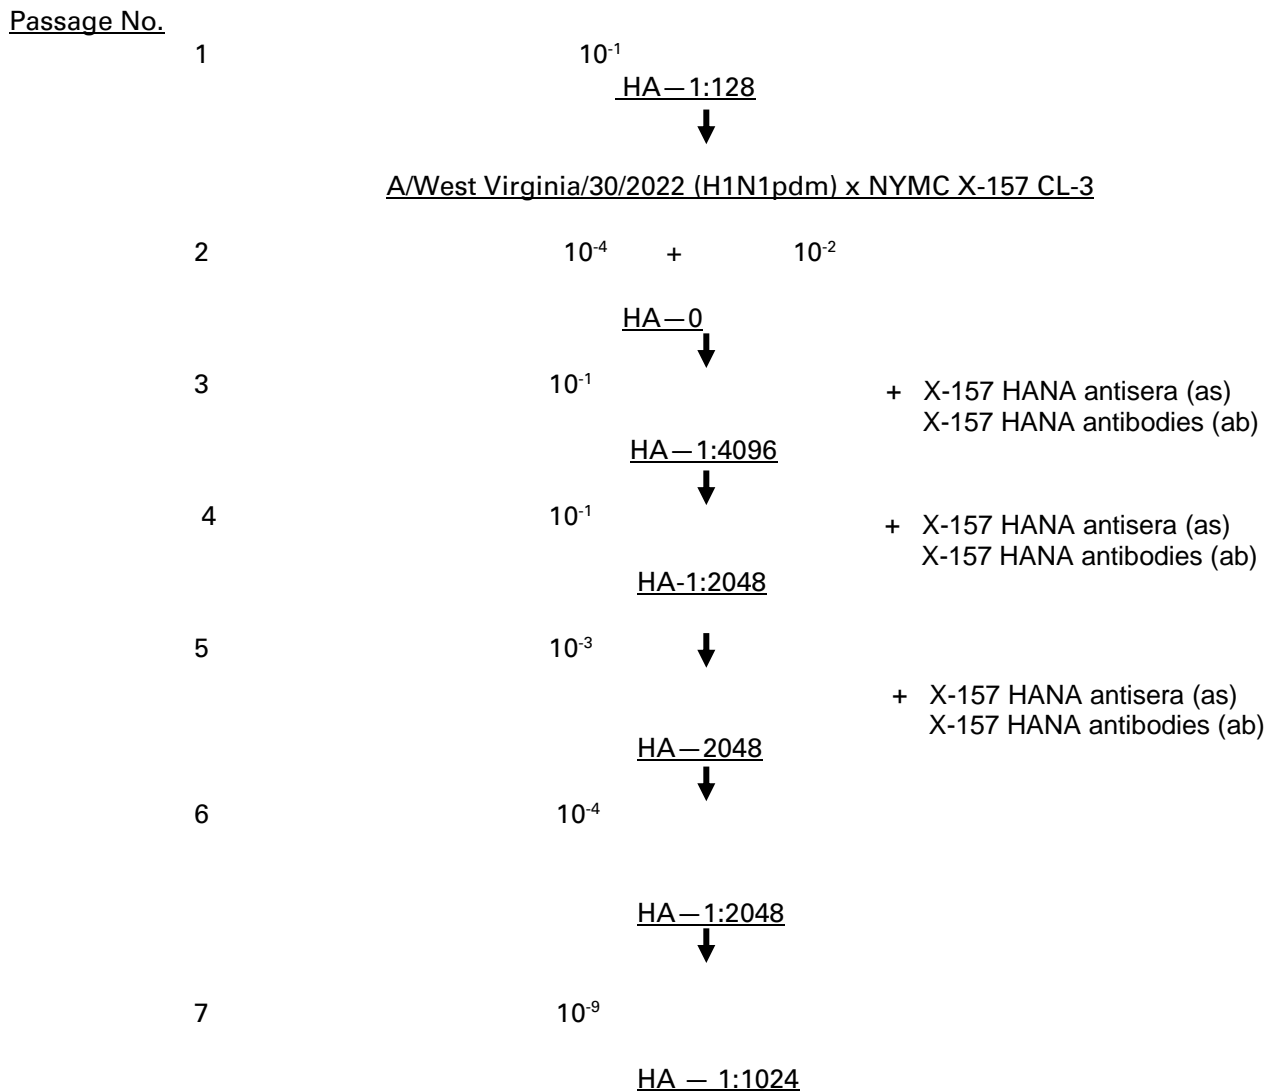 Passage No.
1 10⁻¹
HA—1:128
A/West Virginia/30/2022 (H1N1pdm) x NYMC X-157 CL-3
2 10⁻⁴ + 10⁻²
HA—0
3 10⁻¹ + X-157 HANA antisera (as)
X-157 HANA antibodies (ab)
HA—1:4096
4 10⁻¹ + X-157 HANA antisera (as)
X-157 HANA antibodies (ab)
HA-1:2048
5 10⁻³
+ X-157 HANA antisera (as)
X-157 HANA antibodies (ab)
HA—2048
6 10⁻⁴
HA—1:2048
7 10⁻⁹
HA — 1:1024